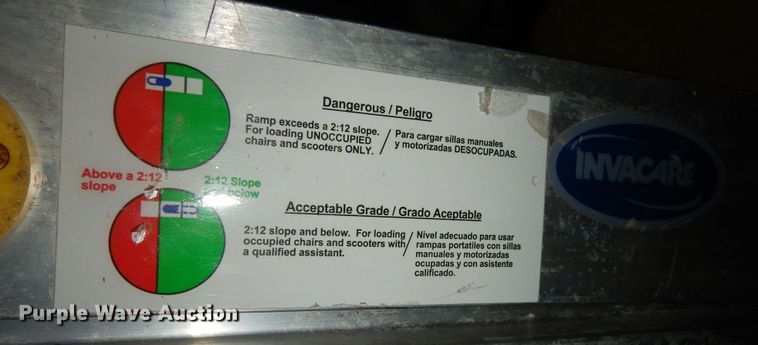 Dangerous / Peligro
Ramp exceeds a 2:12 slope.
For loading UNOCCUPIED
chairs and scooters ONLY.
/ Para cargar sillas manuales
y motorizadas DESOCUPADAS.
Above a 2:12
slope
2:12 Slope
below
Acceptable Grade / Grado Aceptable
2:12 slope and below. For loading
occupied chairs and scooters with
a qualified assistant.
/ Nivel adecuado para usar
rampas portatiles con sillas
manuales y motorizadas
ocupadas y con asistente
calificado.
INVACARE
Purple Wave Auction